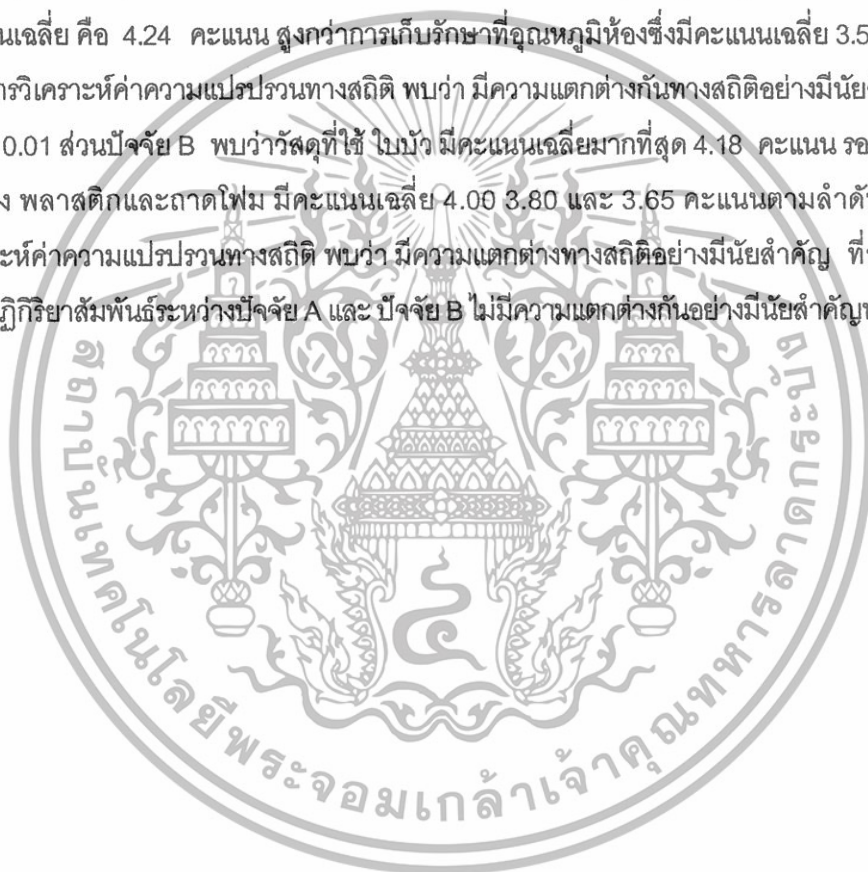 นเฉลี่ย คือ 4.24 คะแนน สูงกว่าการเก็บรักษาที่อุณหภูมิห้องซึ่งมีคะแนนเฉลี่ย 3.5
ารวิเคราะห์ค่าความแปรปรวนทางสถิติ พบว่า มีความแตกต่างกันทางสถิติอย่างมีนัย
0.01 ส่วนปัจจัย B พบว่าวัสดุที่ใช้ ใบบัว มีคะแนนเฉลี่ยมากที่สุด 4.18 คะแนน รอ
ง พลาสติกและถาดโฟม มีคะแนนเฉลี่ย 4.00 3.80 และ 3.65 คะแนนตามลำดั
ะห์ค่าความแปรปรวนทางสถิติ พบว่า มีความแตกต่างทางสถิติอย่างมีนัยสำคัญ ที่
ฏิกิริยาสัมพันธ์ระหว่างปัจจัย A และ ปัจจัย B ไม่มีความแตกต่างกันอย่างมีนัยสำคัญ
สถาบันเทคโนโลยีพระจอมเกล้าเจ้าคุณทหารลาดกระบัง